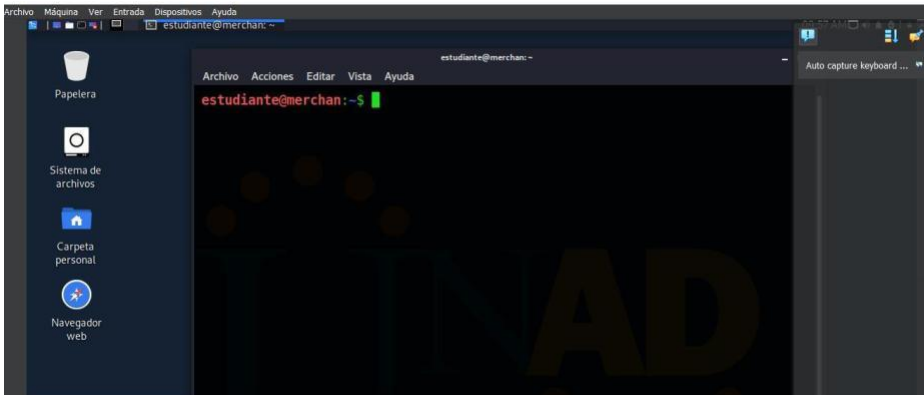 Archivo Máquina Ver Entrada Dispositivos Ayuda
estudiante@merchan: ~
estudiante@merchan: ~
Archivo Acciones Editar Vista Ayuda
estudiante@merchan:~$
Papelera
Sistema de
archivos
Carpeta
personal
Navegador
web
Auto capture keyboard ...
UNAD